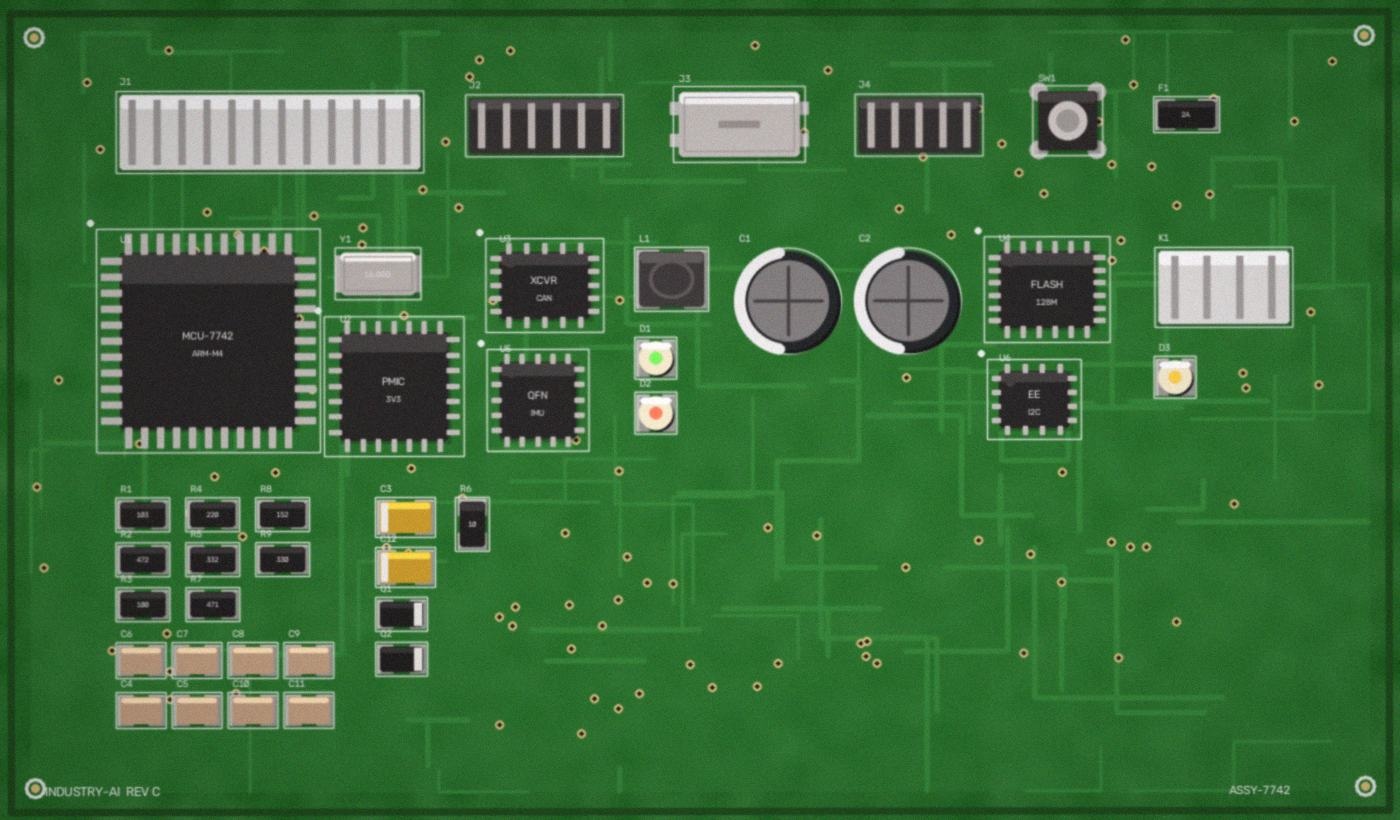 J1
J2
J3
J4
SW1
F1
2A
U1
MCU-7742
ARM-M4
Y1
16.000
U2
PMIC
3V3
U3
XCVR
CAN
U5
QFN
IMU
L1
D1
D2
C1
C2
U4
FLASH
128M
U6
EE
I2C
K1
D3
R1
103
R4
220
R8
152
R2
472
R5
332
R9
330
R3
100
R7
471
C3
C12
Q1
Q2
R6
10
C6
C7
C8
C9
C4
C5
C10
C11
INDUSTRY-AI REV C
ASSY-7742